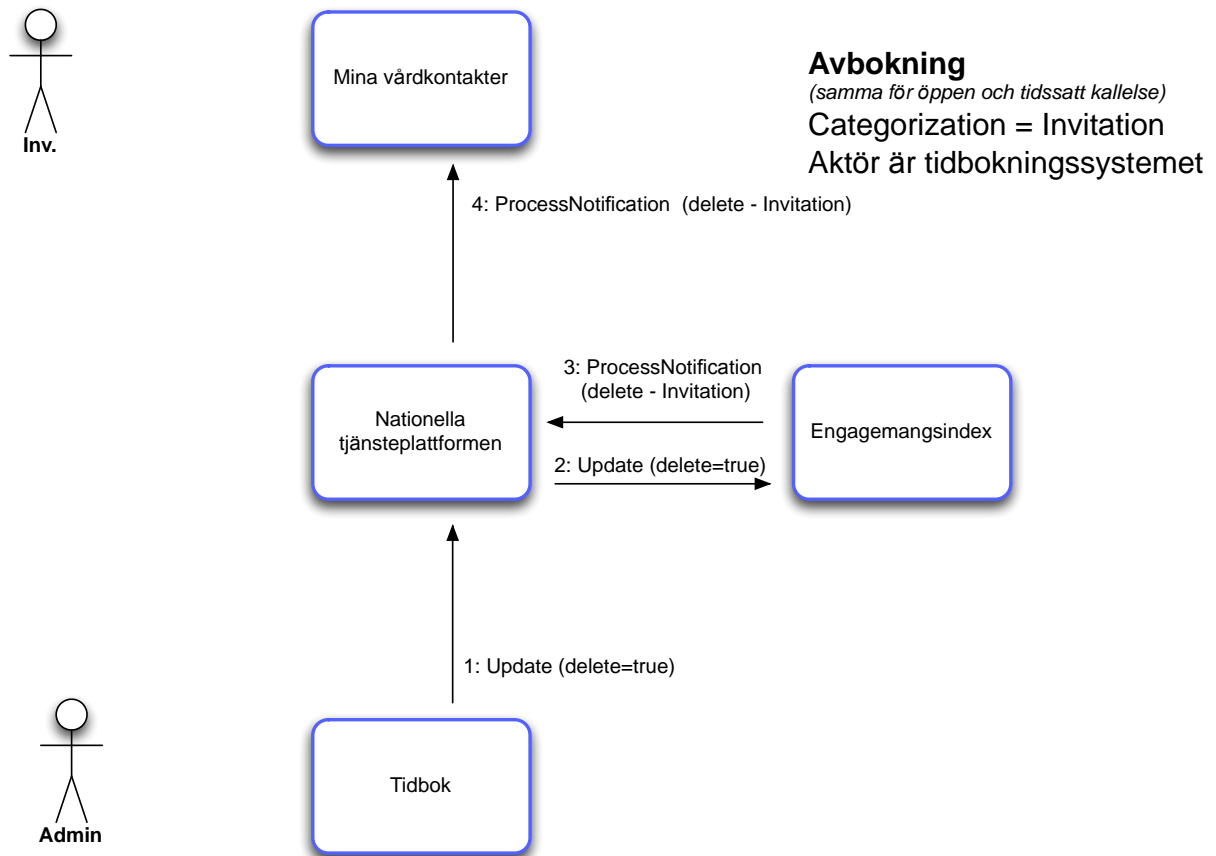 Inv.
Mina vårdkontakter
Avbokning
(samma för öppen och tidssatt kallelse)
Categorization = Invitation
Aktör är tidbokningssystemet
4: ProcessNotification (delete - Invitation)
Nationella
tjänsteplattformen
3: ProcessNotification
(delete - Invitation)
2: Update (delete=true)
Engagemangsindex
1: Update (delete=true)
Admin
Tidbok